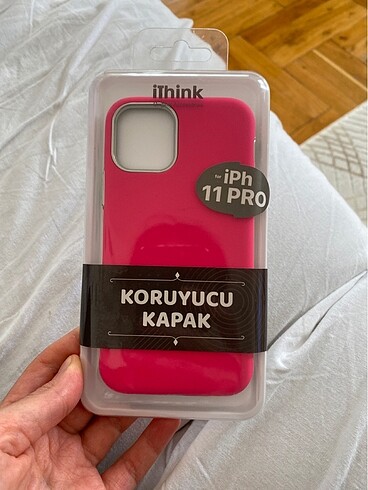 iThink
for iPh
11 PRO
KORUYUCU
KAPAK